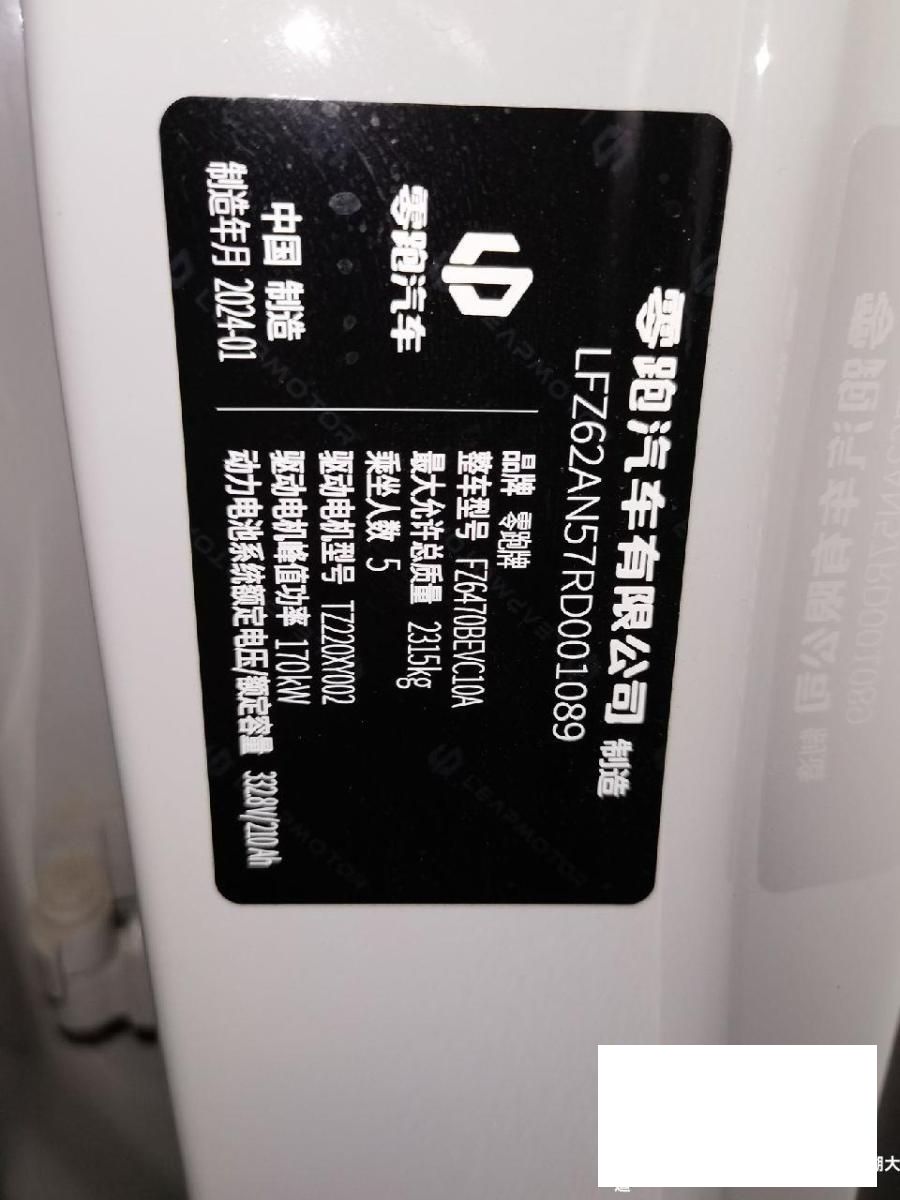 零跑汽车有限公司 制造
LFZ62AN57RD001089
零跑汽车
中国 制造
制造年月 2024-01
品牌 零跑牌
整车型号 FZ6470BEVC10A
最大允许总质量 2315kg
乘坐人数 5
驱动电机型号 TZ220XY002
驱动电机峰值功率 170kW
动力电池系统额定电压/额定容量 332.8V/210Ah
LEAPMOTOR